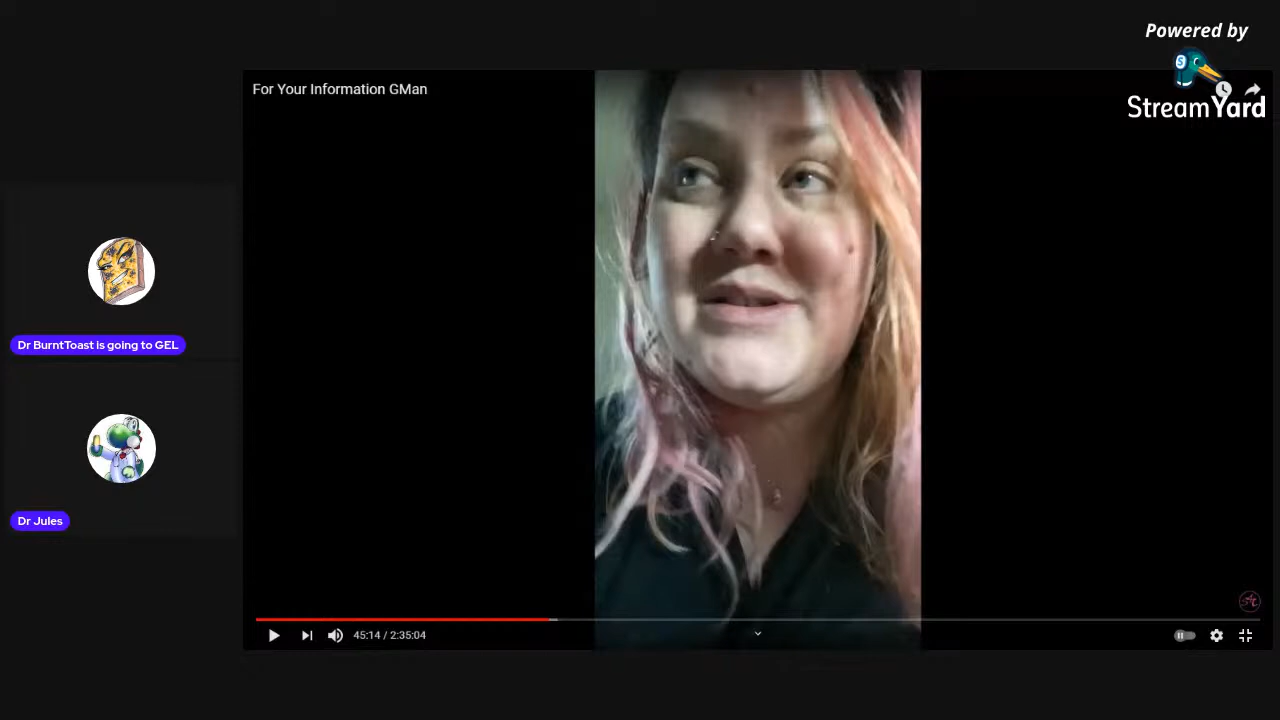 Powered by
StreamYard
For Your Information GMan
Dr BurntToast is going to GEL
Dr Jules
45:14 / 2:35:04